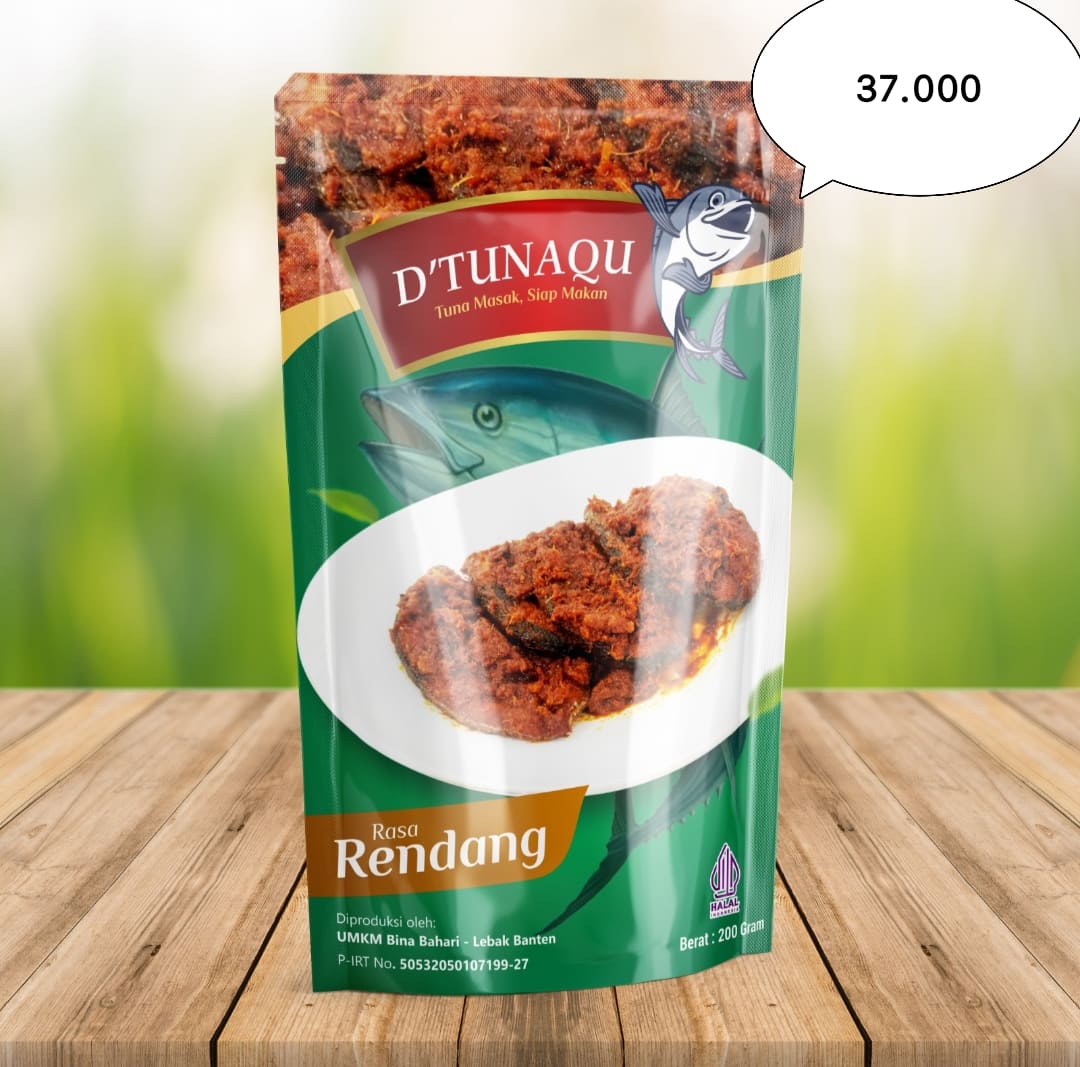 37.000
D'TUNAQU
Tuna Masak, Siap Makan
Rasa
Rendang
HALAL
INDONESIA
Diproduksi oleh:
UMKM Bina Bahari - Lebak Banten
P-IRT No. 50532050107199-27
Berat : 200 Gram